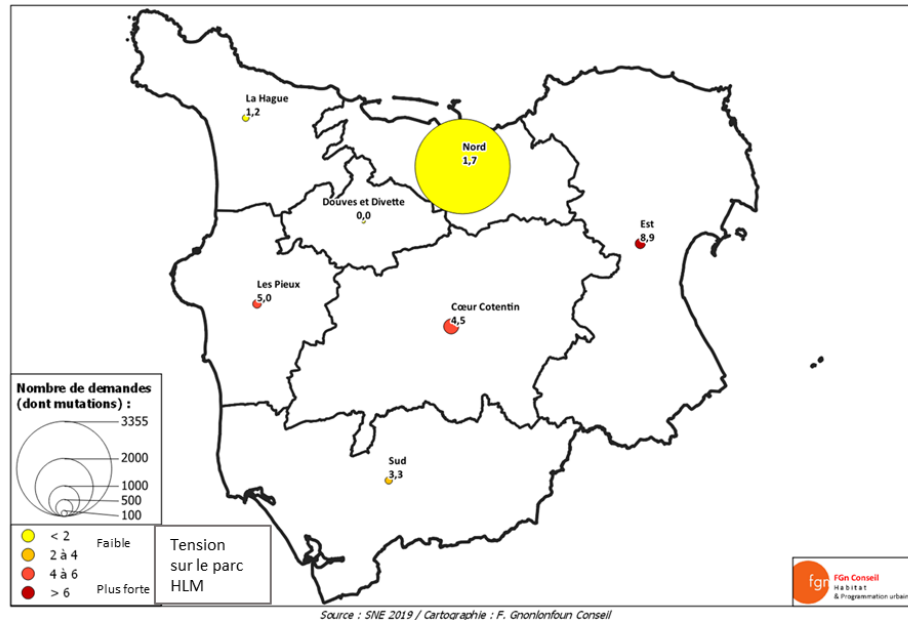 La Hague
1,2
Nord
1,7
Douves et Divette
0,0
Est
8,9
Les Pieux
5,0
Cœur Cotentin
4,5
Sud
3,3
Nombre de demandes
(dont mutations) :
3355
2000
1000
500
100
< 2 Faible
2 à 4
4 à 6
> 6 Plus forte
Tension
sur le parc
HLM
fgn
FGn Conseil
Habitat
& Programmation urbain
Source : SNE 2019 / Cartographie : F. Gnonlonfoun Conseil